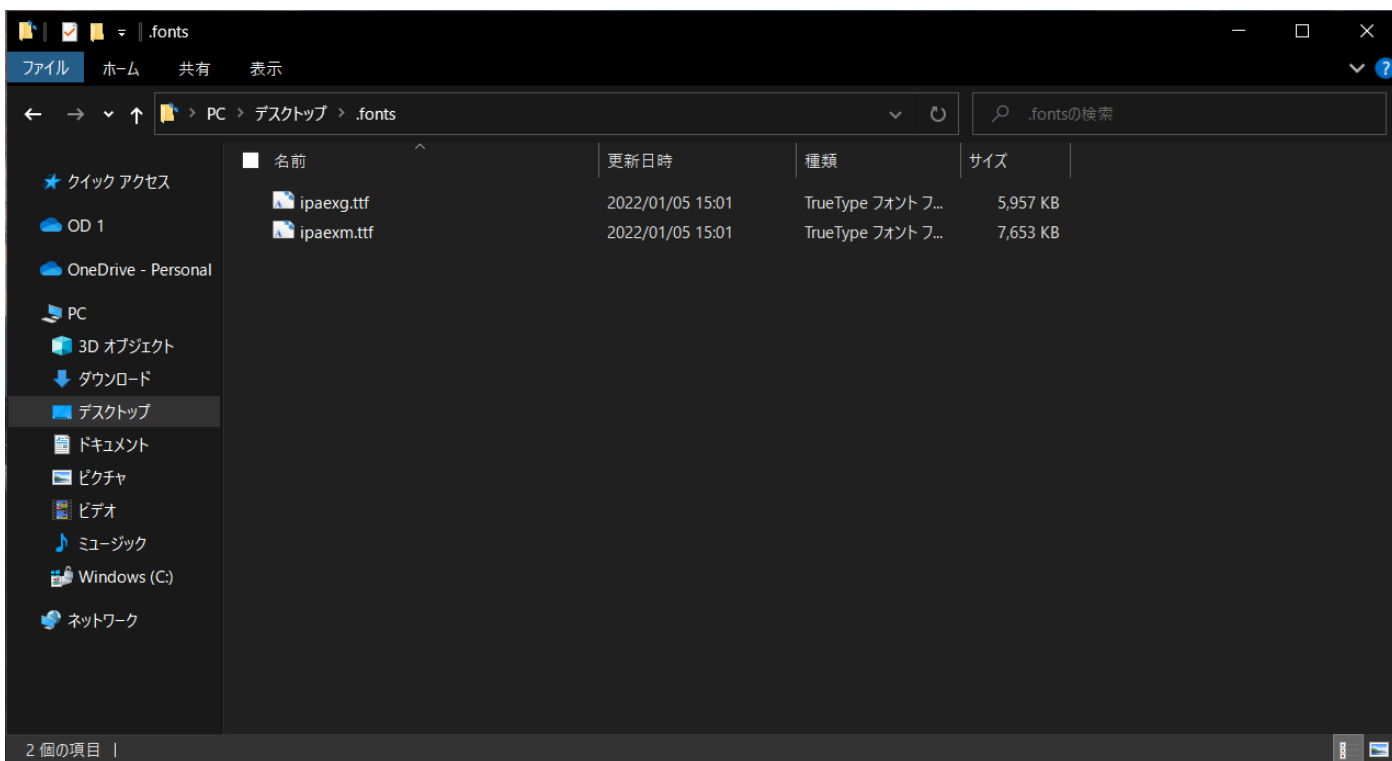 .fonts
ファイル ホーム 共有 表示
PC デスクトップ .fonts .fontsの検索
名前 更新日時 種類 サイズ
ipaexg.ttf 2022/01/05 15:01 TrueType フォント フ... 5,957 KB
ipaexm.ttf 2022/01/05 15:01 TrueType フォント フ... 7,653 KB
クイック アクセス
OD 1
OneDrive - Personal
PC
3D オブジェクト
ダウンロード
デスクトップ
ドキュメント
ピクチャ
ビデオ
ミュージック
Windows (C:)
ネットワーク
2 個の項目